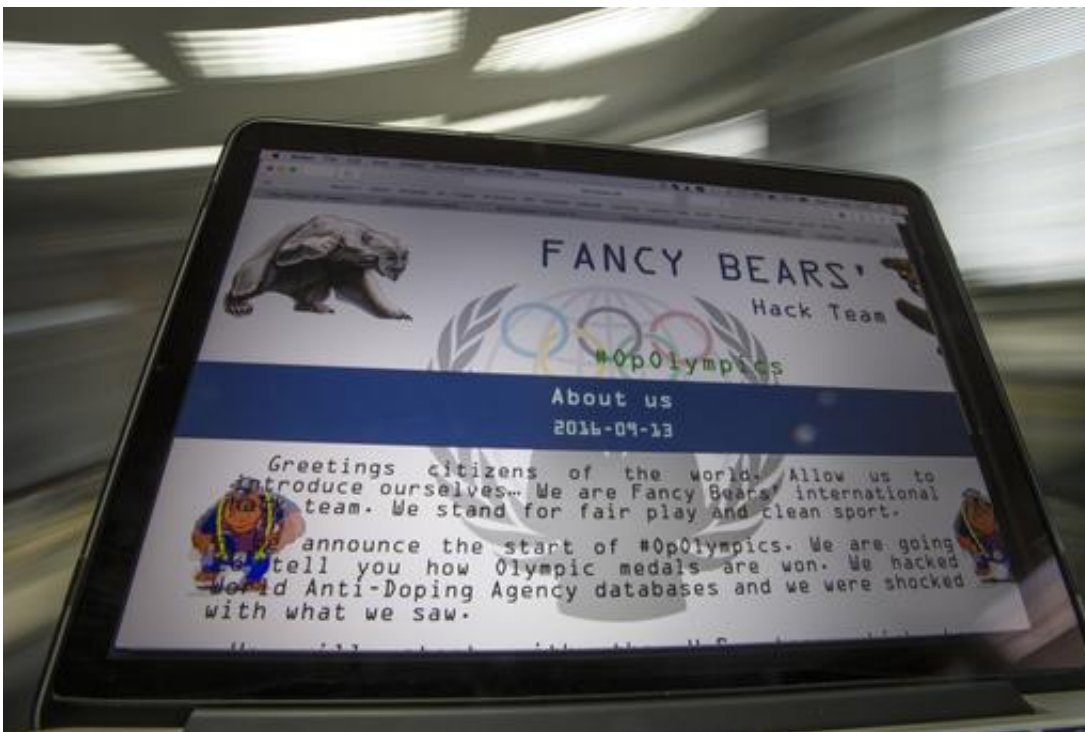 FANCY BEARS'
Hack Team
#OpOlympics
About us
2016-09-13
Greetings citizens of the world. Allow us to
introduce ourselves… We are Fancy Bears' international
team. We stand for fair play and clean sport.
announce the start of #OpOlympics. We are going
to tell you how Olympic medals are won. We hacked
World Anti-Doping Agency databases and we were shocked
with what we saw.